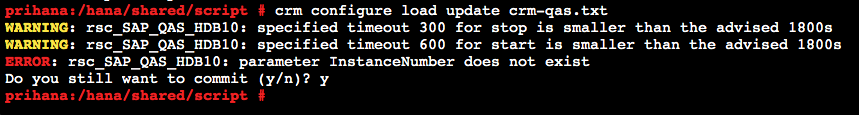 prihana:/hana/shared/script # crm configure load update crm-qas.txt
WARNING: rsc_SAP_QAS_HDB10: specified timeout 300 for stop is smaller than the advised 1800s
WARNING: rsc_SAP_QAS_HDB10: specified timeout 600 for start is smaller than the advised 1800s
ERROR: rsc_SAP_QAS_HDB10: parameter InstanceNumber does not exist
Do you still want to commit (y/n)? y
prihana:/hana/shared/script #